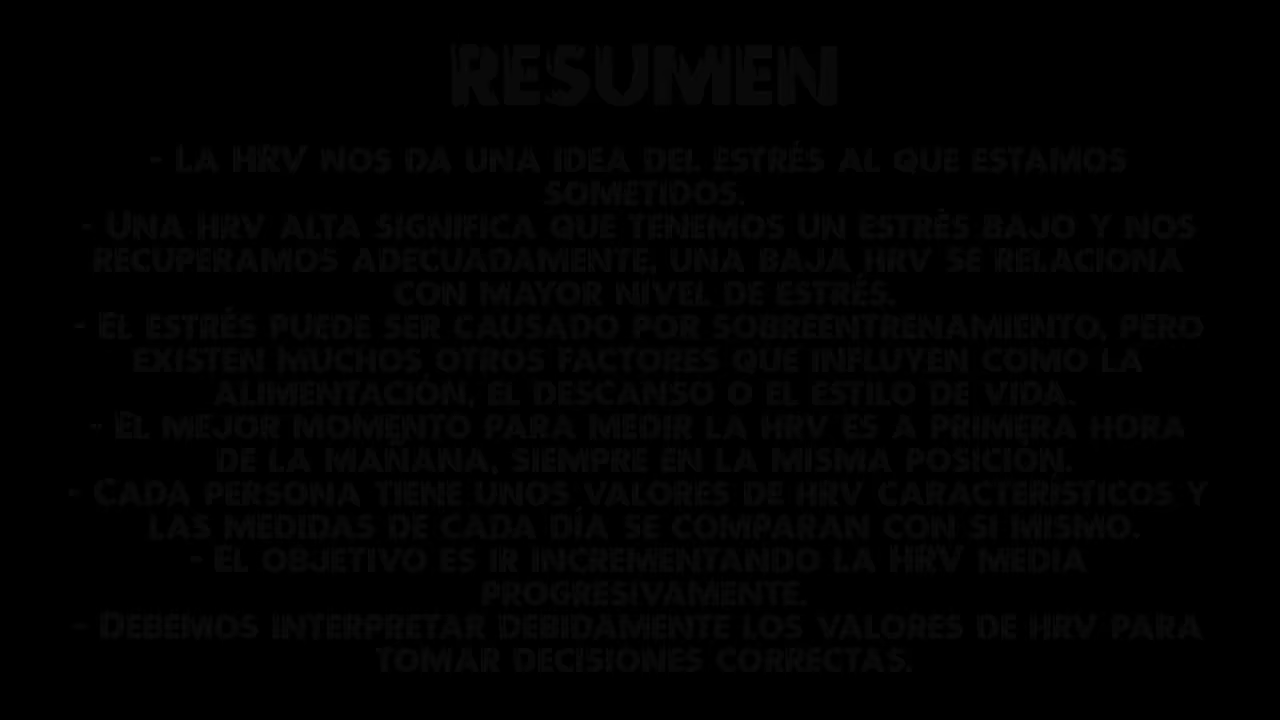 RESUMEN
- LA HRV NOS DA UNA IDEA DEL ESTRÉS AL QUE ESTAMOS
SOMETIDOS.
- UNA HRV ALTA SIGNIFICA QUE TENEMOS UN ESTRÉS BAJO Y NOS
RECUPERAMOS ADECUADAMENTE, UNA BAJA HRV SE RELACIONA
CON MAYOR NIVEL DE ESTRÉS.
- EL ESTRÉS PUEDE SER CAUSADO POR SOBREENTRENAMIENTO, PERO
EXISTEN MUCHOS OTROS FACTORES QUE INFLUYEN COMO LA
ALIMENTACIÓN, EL DESCANSO O EL ESTILO DE VIDA.
- EL MEJOR MOMENTO PARA MEDIR LA HRV ES A PRIMERA HORA
DE LA MAÑANA, SIEMPRE EN LA MISMA POSICIÓN.
- CADA PERSONA TIENE UNOS VALORES DE HRV CARACTERÍSTICOS Y
LAS MEDIDAS DE CADA DÍA SE COMPARAN CON SI MISMO.
- EL OBJETIVO ES IR INCREMENTANDO LA HRV MEDIA
PROGRESIVAMENTE.
- DEBEMOS INTERPRETAR DEBIDAMENTE LOS VALORES DE HRV PARA
TOMAR DECISIONES CORRECTAS.